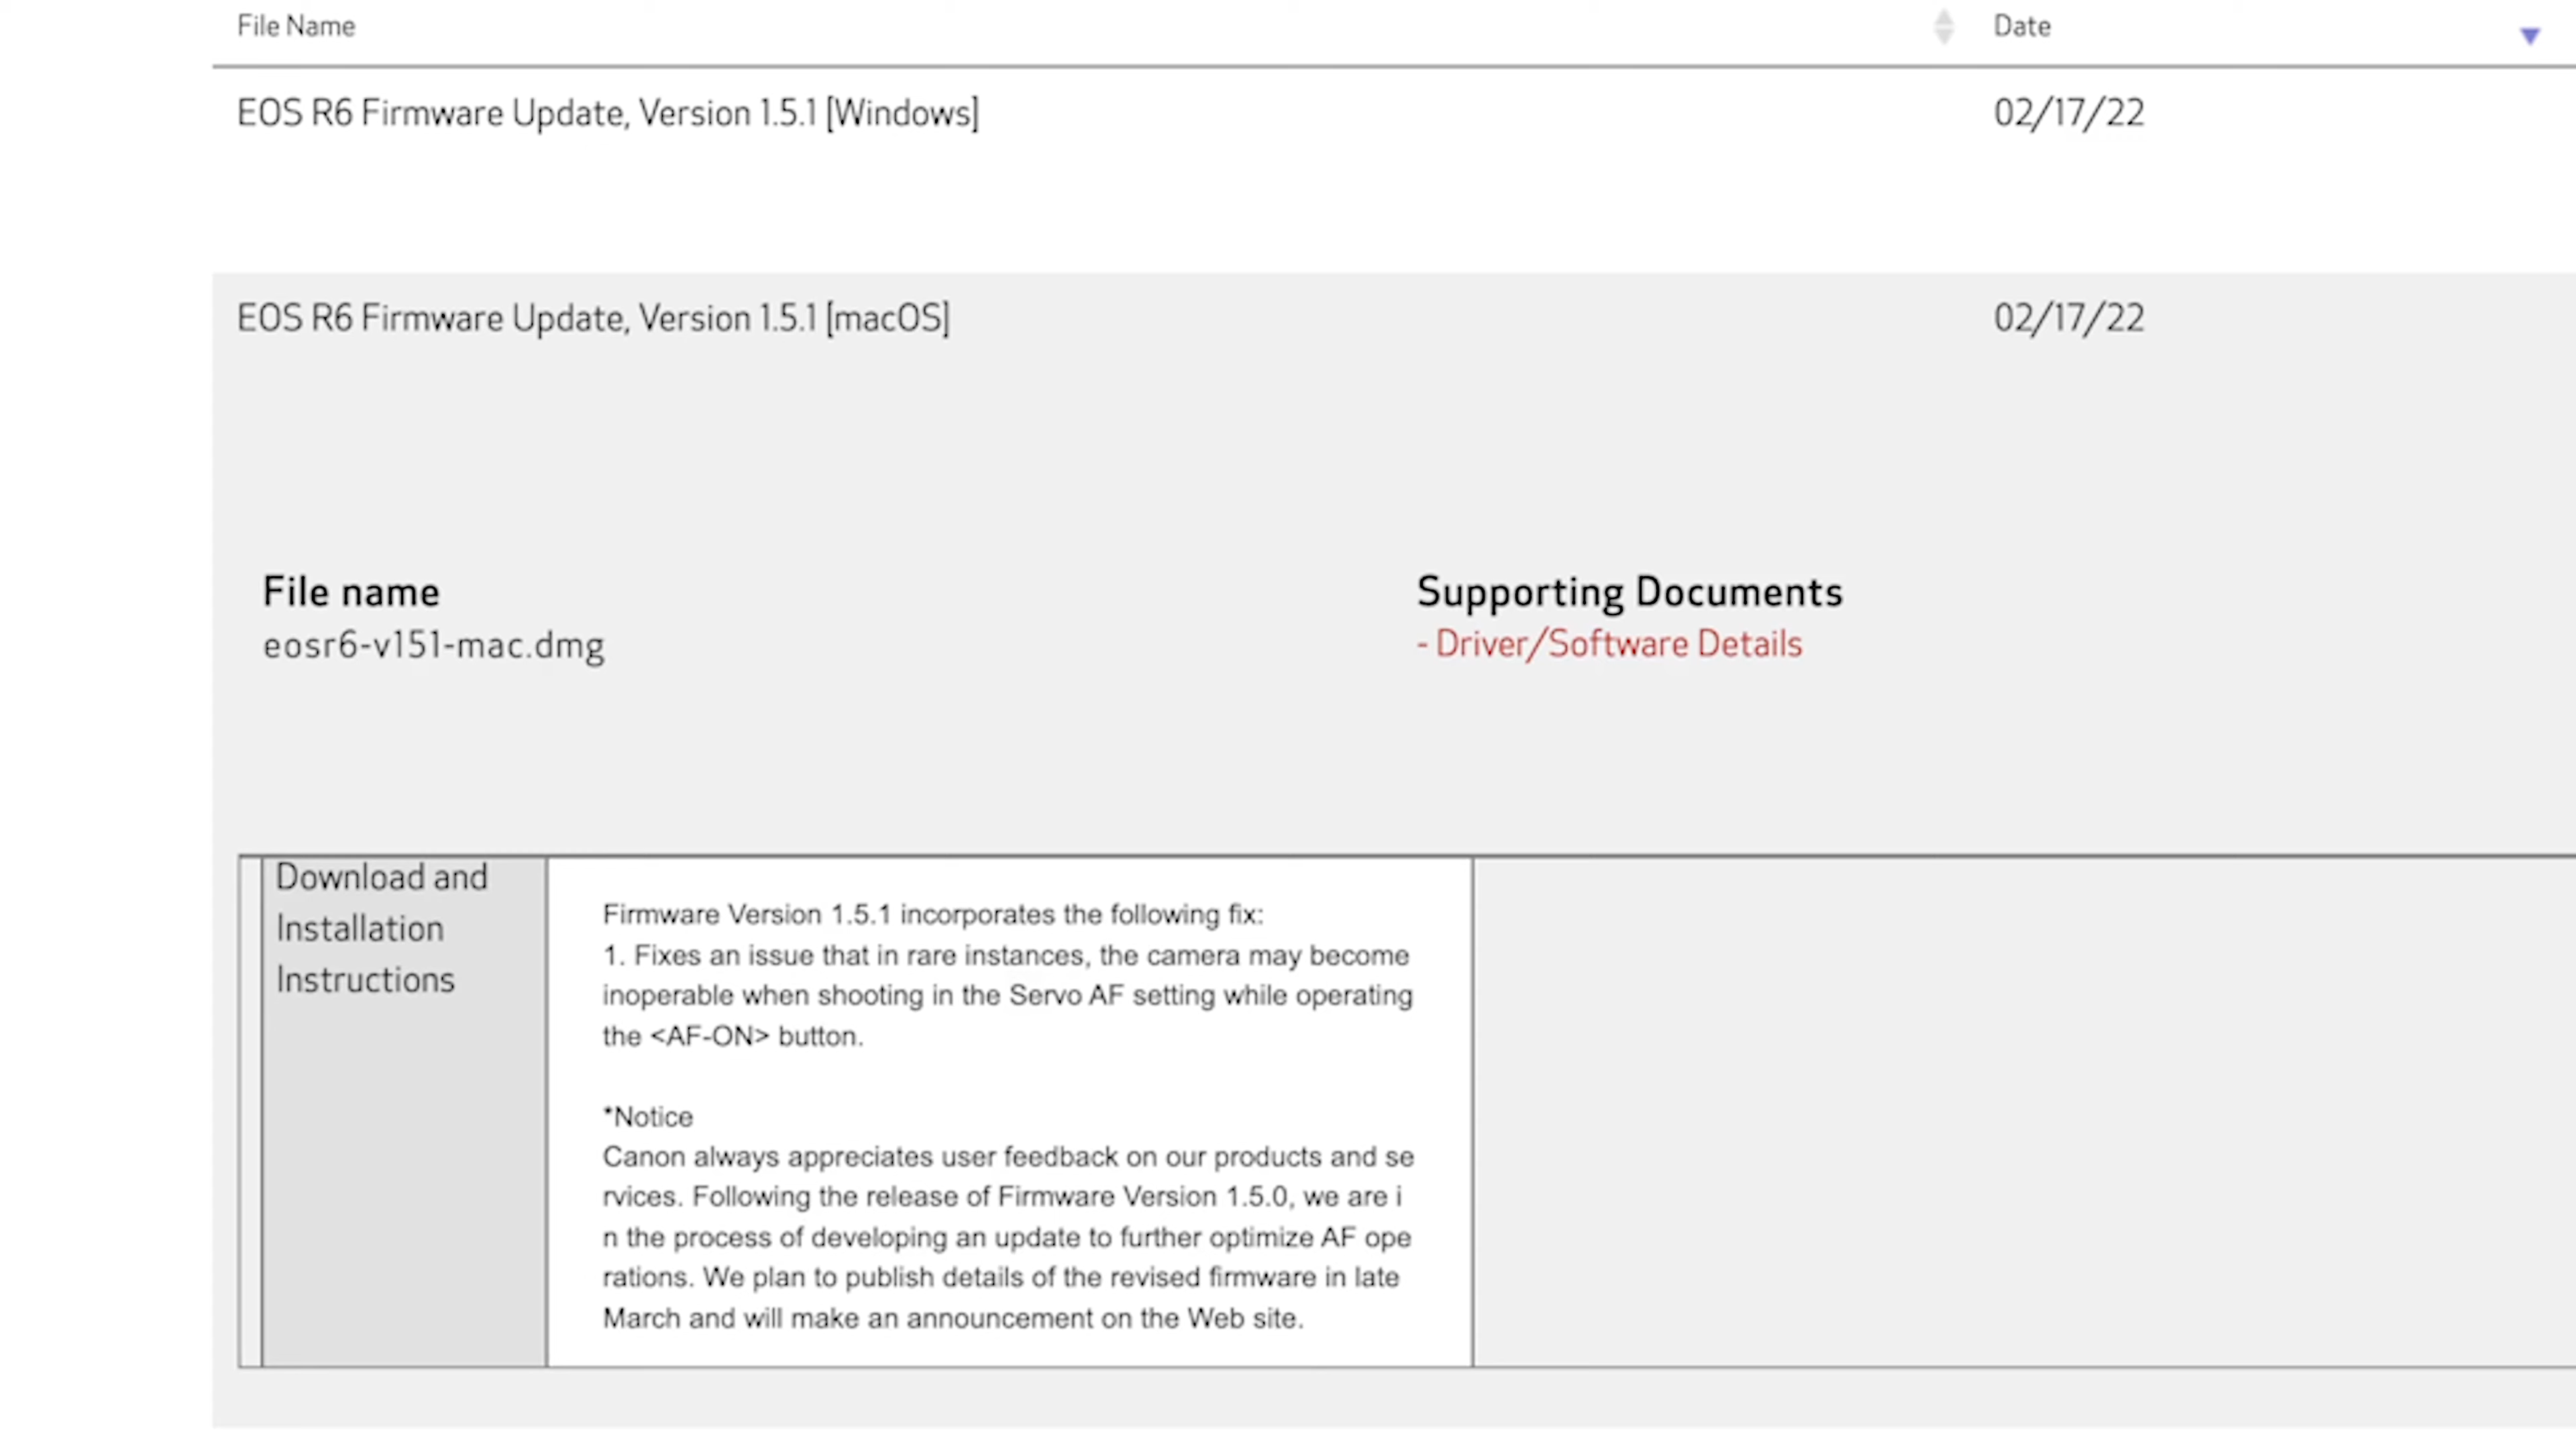 File Name
Date
EOS R6 Firmware Update, Version 1.5.1 [Windows]
02/17/22
EOS R6 Firmware Update, Version 1.5.1 [macOS]
02/17/22
File name
eosr6-v151-mac.dmg
Supporting Documents
- Driver/Software Details
Download and
Installation
Instructions
Firmware Version 1.5.1 incorporates the following fix:
1. Fixes an issue that in rare instances, the camera may become
inoperable when shooting in the Servo AF setting while operating
the <AF-ON> button.
*Notice
Canon always appreciates user feedback on our products and se
rvices. Following the release of Firmware Version 1.5.0, we are i
n the process of developing an update to further optimize AF ope
rations. We plan to publish details of the revised firmware in late
March and will make an announcement on the Web site.